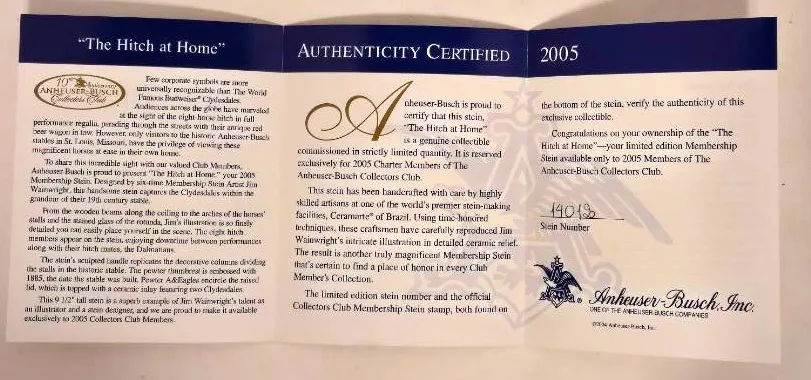 "The Hitch at Home"
10th Anniversary
ANHEUSER-BUSCH
Collectors Club
Few corporate symbols are more
universally recognizable than The World
Famous Budweiser® Clydesdales.
Audiences across the globe have marveled
at the sight of the eight-horse hitch in full
performance regalia, parading through the streets with their antique red
beer wagon in tow. However, only visitors to the historic Anheuser-Busch
stables in St. Louis, Missouri, have the privilege of viewing these
magnificent horses at ease in their own home.
To share this incredible sight with our valued Club Members,
Anheuser-Busch is proud to present "The Hitch at Home," your 2005
Membership Stein. Designed by six-time Membership Stein Artist Jim
Wainwright, this handsome stein captures the Clydesdales within the
grandeur of their 19th century stable.
From the wooden beams along the ceiling to the arches of the horses'
stalls and the stained glass of the rotunda, Jim's illustration is so finely
detailed you can easily place yourself in the scene. The eight hitch
members appear on the stein, enjoying downtime between performances
along with their hitch mates, the Dalmatians.
The stein's sculpted handle replicates the decorative columns dividing
the stalls in the historic stable. The pewter thumbrest is embossed with
1885, the date the stable was built. Pewter A&Eagles encircle the raised
lid, which is topped with a ceramic inlay featuring two Clydesdales.
This 9 1/2" tall stein is a superb example of Jim Wainwright's talent as
an illustrator and a stein designer, and we are proud to make it available
exclusively to 2005 Collectors Club Members.
AUTHENTICITY CERTIFIED
Anheuser-Busch is proud to
certify that this stein,
"The Hitch at Home"
is a genuine collectible
commissioned in strictly limited quantity. It is reserved
exclusively for 2005 Charter Members of The
Anheuser-Busch Collectors Club.
This stein has been handcrafted with care by highly
skilled artisans at one of the world's premier stein-making
facilities, Ceramarte® of Brazil. Using time-honored
techniques, these craftsmen have carefully reproduced Jim
Wainwright's intricate illustration in detailed ceramic relief.
The result is another truly magnificent Membership Stein
that's certain to find a place of honor in every Club
Member's Collection.
The limited edition stein number and the official
Collectors Club Membership Stein stamp, both found on
2005
the bottom of the stein, verify the authenticity of this
exclusive collectible.
Congratulations on your ownership of the "The
Hitch at Home"—your limited edition Membership
Stein available only to 2005 Members of The
Anheuser-Busch Collectors Club.
Stein Number
Anheuser-Busch, Inc.
ONE OF THE ANHEUSER-BUSCH COMPANIES
©2004 Anheuser-Busch, Inc.